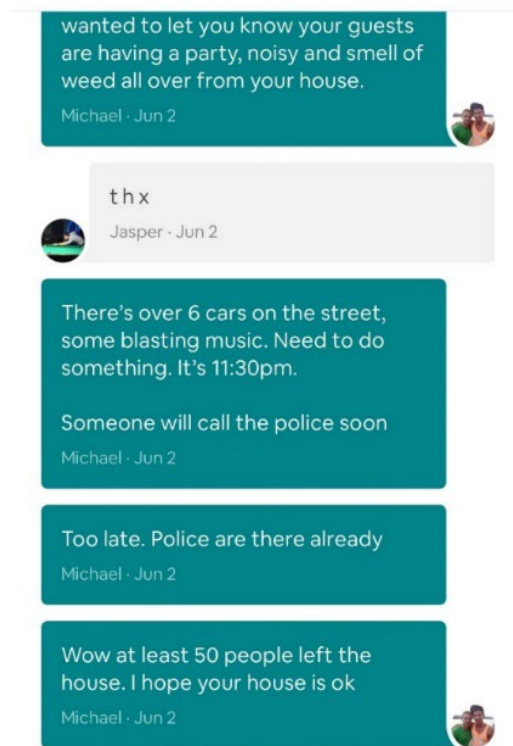 wanted to let you know your guests
are having a party, noisy and smell of
weed all over from your house.
Michael · Jun 2
t h x
Jasper · Jun 2
There's over 6 cars on the street,
some blasting music. Need to do
something. It's 11:30pm.
Someone will call the police soon
Michael · Jun 2
Too late. Police are there already
Michael · Jun 2
Wow at least 50 people left the
house. I hope your house is ok
Michael · Jun 2